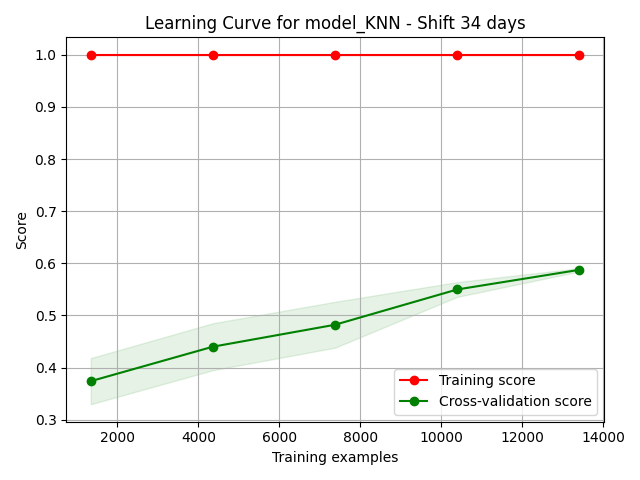 Learning Curve for model_KNN - Shift 34 days
1.0
0.9
0.8
0.7
0.6
0.5
0.4
0.3
Score
Training score
Cross-validation score
2000 4000 6000 8000 10000 12000 14000
Training examples